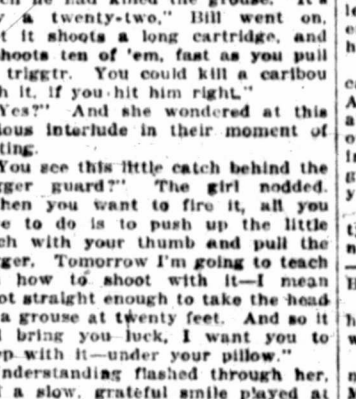 he had killed the grouse. It's
a twenty-two," Bill went on.
it shoots a long cartridge, and
hoots ten of 'em, fast as you pull
triggtr. You could kill a caribou
h it, if you hit him right."
Yes?" And she wondered at this
ious interlude in their moment of
ting.
You see this little catch behind the
gger guard?" The girl nodded.
hen you want to fire it, all you
e to do is to push up the little
ch with your thumb and pull the
ger. Tomorrow I'm going to teach
how to shoot with it—I mean
ot straight enough to take the head
a grouse at twenty feet. And so it
bring you luck, I want you to
p with it—under your pillow."
nderstanding flashed through her,
a slow, grateful smile played at